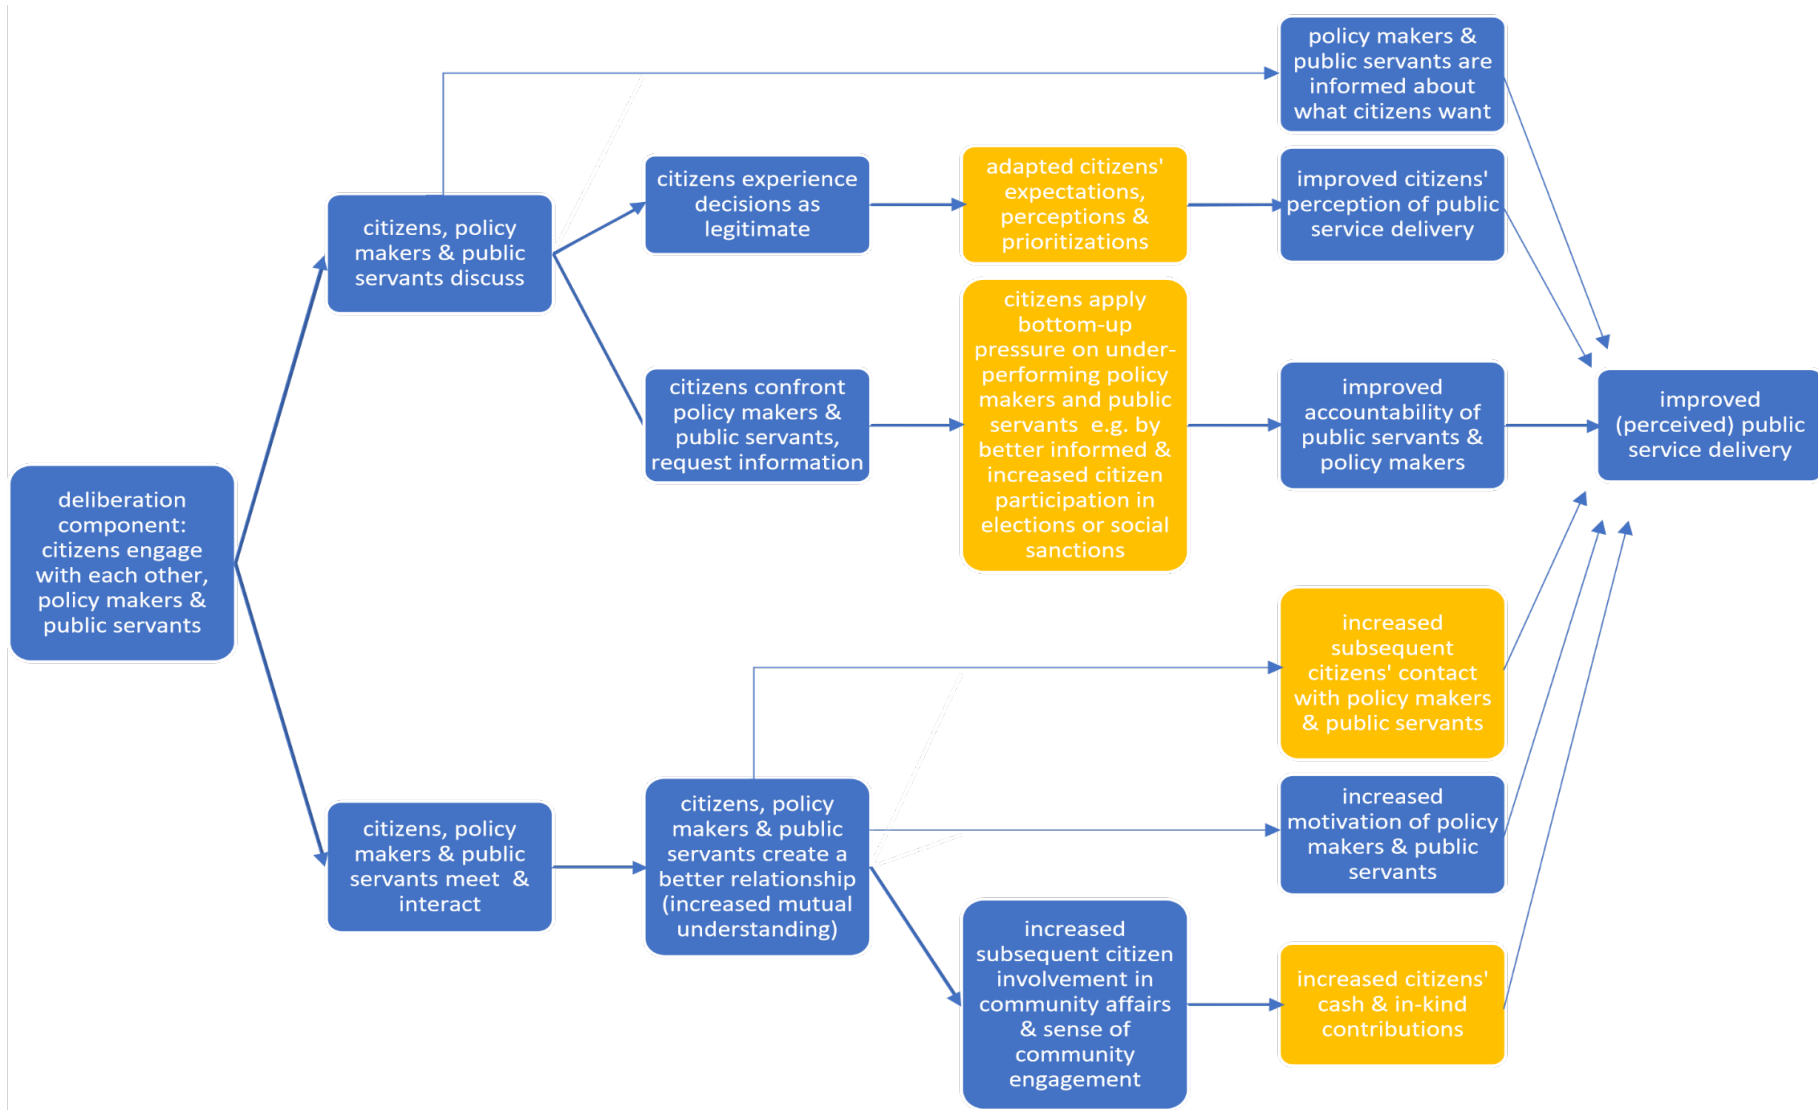 deliberation
component:
citizens engage
with each other,
policy makers &
public servants
citizens, policy
makers & public
servants discuss
citizens, policy
makers & public
servants meet  &
interact
citizens experience
decisions as
legitimate
citizens confront
policy makers &
public servants,
request information
citizens, policy
makers & public
servants create a
better relationship
(increased mutual
understanding)
adapted citizens'
expectations,
perceptions &
prioritizations
citizens apply
bottom-up
pressure on under-
performing policy
makers and public
servants  e.g. by
better informed &
increased citizen
participation in
elections or social
sanctions
increased
subsequent citizen
involvement in
community affairs
& sense of
community
engagement
policy makers &
public servants are
informed about
what citizens want
improved citizens'
perception of public
service delivery
improved
accountability of
public servants &
policy makers
increased
subsequent
citizens' contact
with policy makers
& public servants
increased
motivation of policy
makers & public
servants
increased citizens'
cash & in-kind
contributions
improved
(perceived) public
service delivery